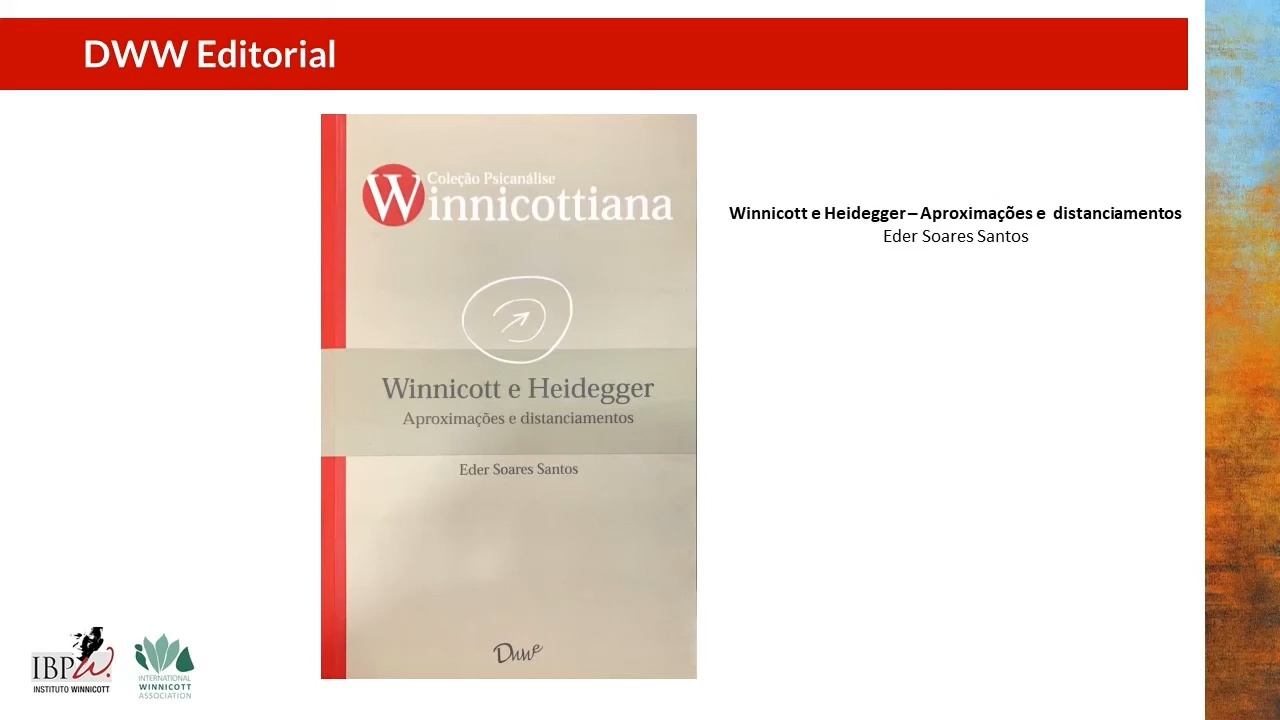 DWW Editorial
Coleção Psicanálise
Winnicottiana
Winnicott e Heidegger
Aproximações e distanciamentos
Eder Soares Santos
Dwwe
Winnicott e Heidegger – Aproximações e distanciamentos
Eder Soares Santos
IBPW.
INSTITUTO WINNICOTT
INTERNATIONAL
WINNICOTT
ASSOCIATION